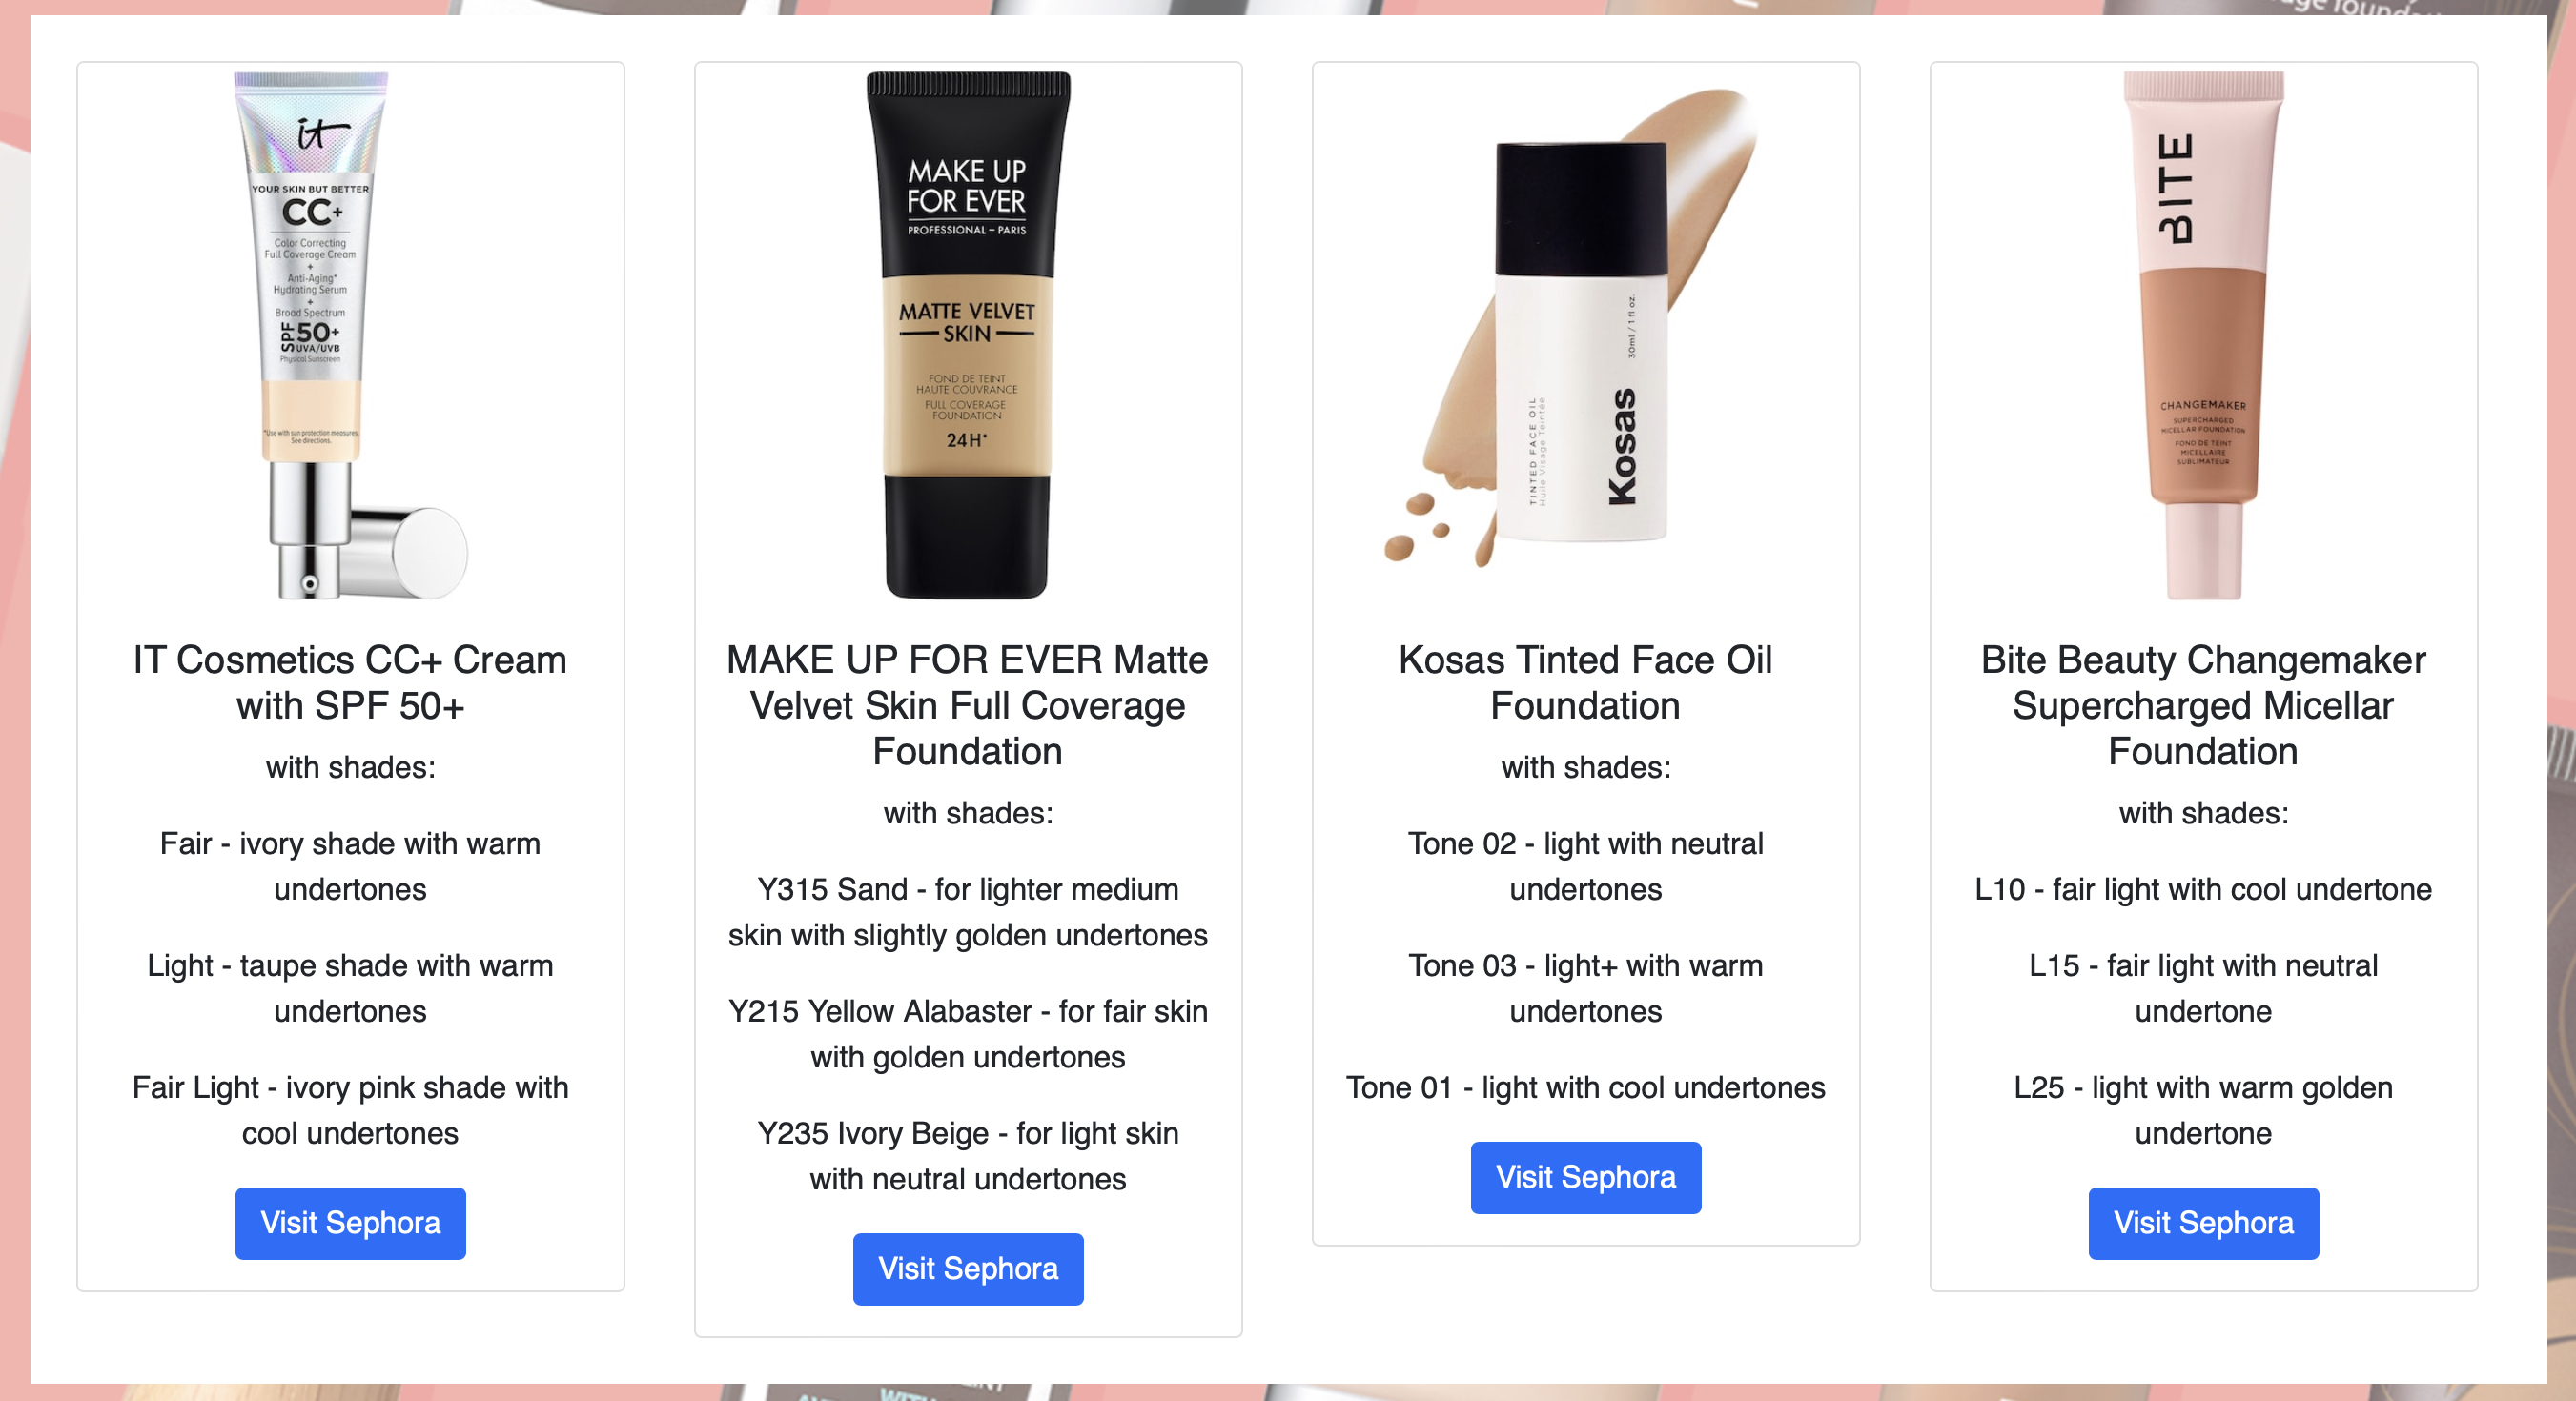 it
YOUR SKIN BUT BETTER
CC+
Color Correcting
Full Coverage Cream
+
Anti-Aging*
Hydrating Serum
+
Broad Spectrum
SPF 50+
UVA/UVB
Physical Sunscreen
*Use with sun protection measures.
See directions.
IT Cosmetics CC+ Cream
with SPF 50+
with shades:
Fair - ivory shade with warm
undertones
Light - taupe shade with warm
undertones
Fair Light - ivory pink shade with
cool undertones
Visit Sephora
MAKE UP
FOR EVER
PROFESSIONAL – PARIS
MATTE VELVET
SKIN
FOND DE TEINT
HAUTE COUVRANCE
FULL COVERAGE
FOUNDATION
24H*
MAKE UP FOR EVER Matte
Velvet Skin Full Coverage
Foundation
with shades:
Y315 Sand - for lighter medium
skin with slightly golden undertones
Y215 Yellow Alabaster - for fair skin
with golden undertones
Y235 Ivory Beige - for light skin
with neutral undertones
Visit Sephora
30ml / 1 fl oz.
Kosas
TINTED FACE OIL
Huile Visage Teintée
Kosas Tinted Face Oil
Foundation
with shades:
Tone 02 - light with neutral
undertones
Tone 03 - light+ with warm
undertones
Tone 01 - light with cool undertones
Visit Sephora
BITE
CHANGEMAKER
SUPERCHARGED
MICELLAR FOUNDATION
FOND DE TEINT
MICELLAIRE
SUBLIMATEUR
Bite Beauty Changemaker
Supercharged Micellar
Foundation
with shades:
L10 - fair light with cool undertone
L15 - fair light with neutral
undertone
L25 - light with warm golden
undertone
Visit Sephora